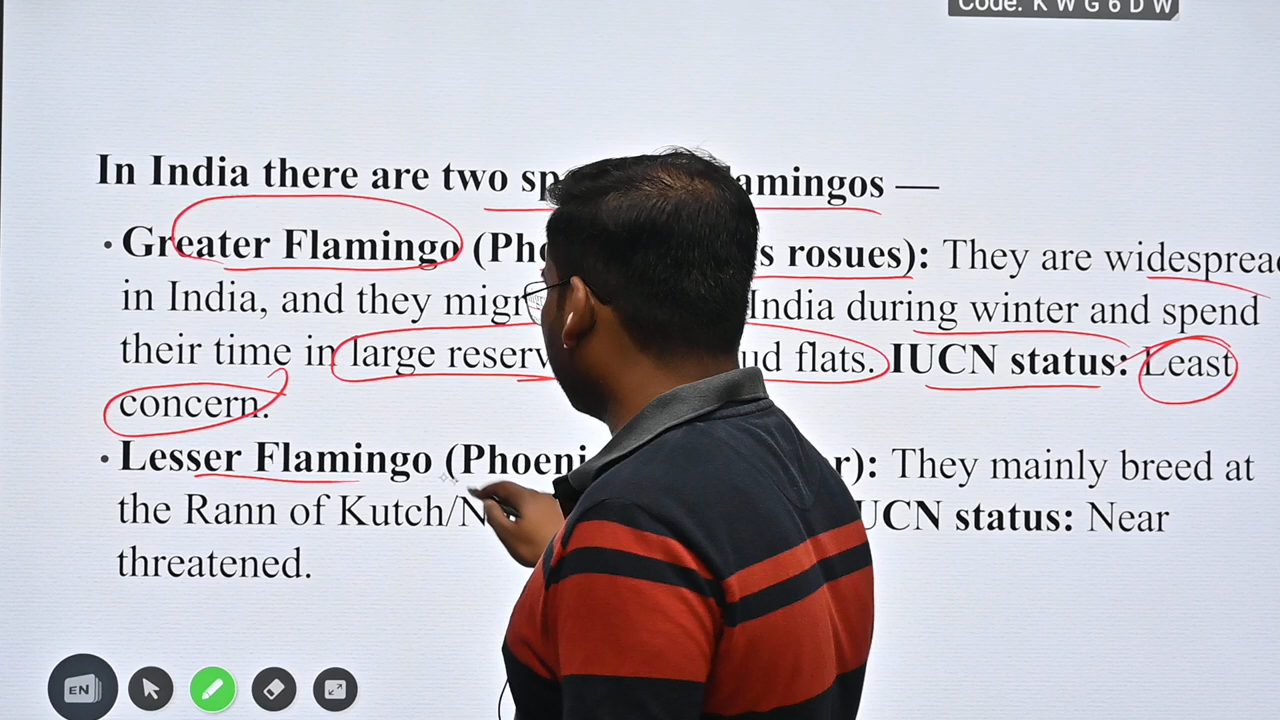 Code: K W G 6 D W
In India there are two sp amingos —
• Greater Flamingo (Pho s rosues): They are widesprea
in India, and they migr India during winter and spend
their time in large reserv ud flats. IUCN status: Least
concern.
• Lesser Flamingo (Phoeni r): They mainly breed at
the Rann of Kutch/N UCN status: Near
threatened.
EN